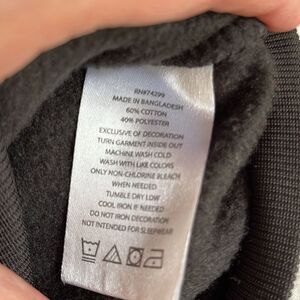 RN#74299
MADE IN BANGLADESH
60% COTTON
40% POLYESTER
EXCLUSIVE OF DECORATION
TURN GARMENT INSIDE OUT
MACHINE WASH COLD
WASH WITH LIKE COLORS
ONLY NON-CHLORINE BLEACH
WHEN NEEDED
TUMBLE DRY LOW
COOL IRON IF NEEDED
DO NOT IRON DECORATION
NOT INTENDED FOR SLEEPWEAR